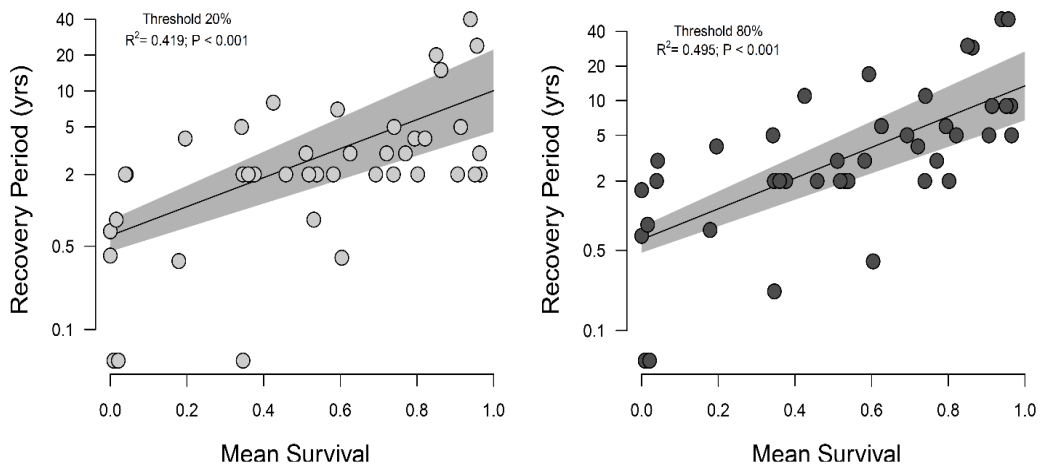 Threshold 20%
R²= 0.419; P < 0.001
Recovery Period (yrs)
40
20
10
5
2
0.5
0.1
0.0 0.2 0.4 0.6 0.8 1.0
Mean Survival
Threshold 80%
R²= 0.495; P < 0.001
Recovery Period (yrs)
40
20
10
5
2
0.5
0.1
0.0 0.2 0.4 0.6 0.8 1.0
Mean Survival